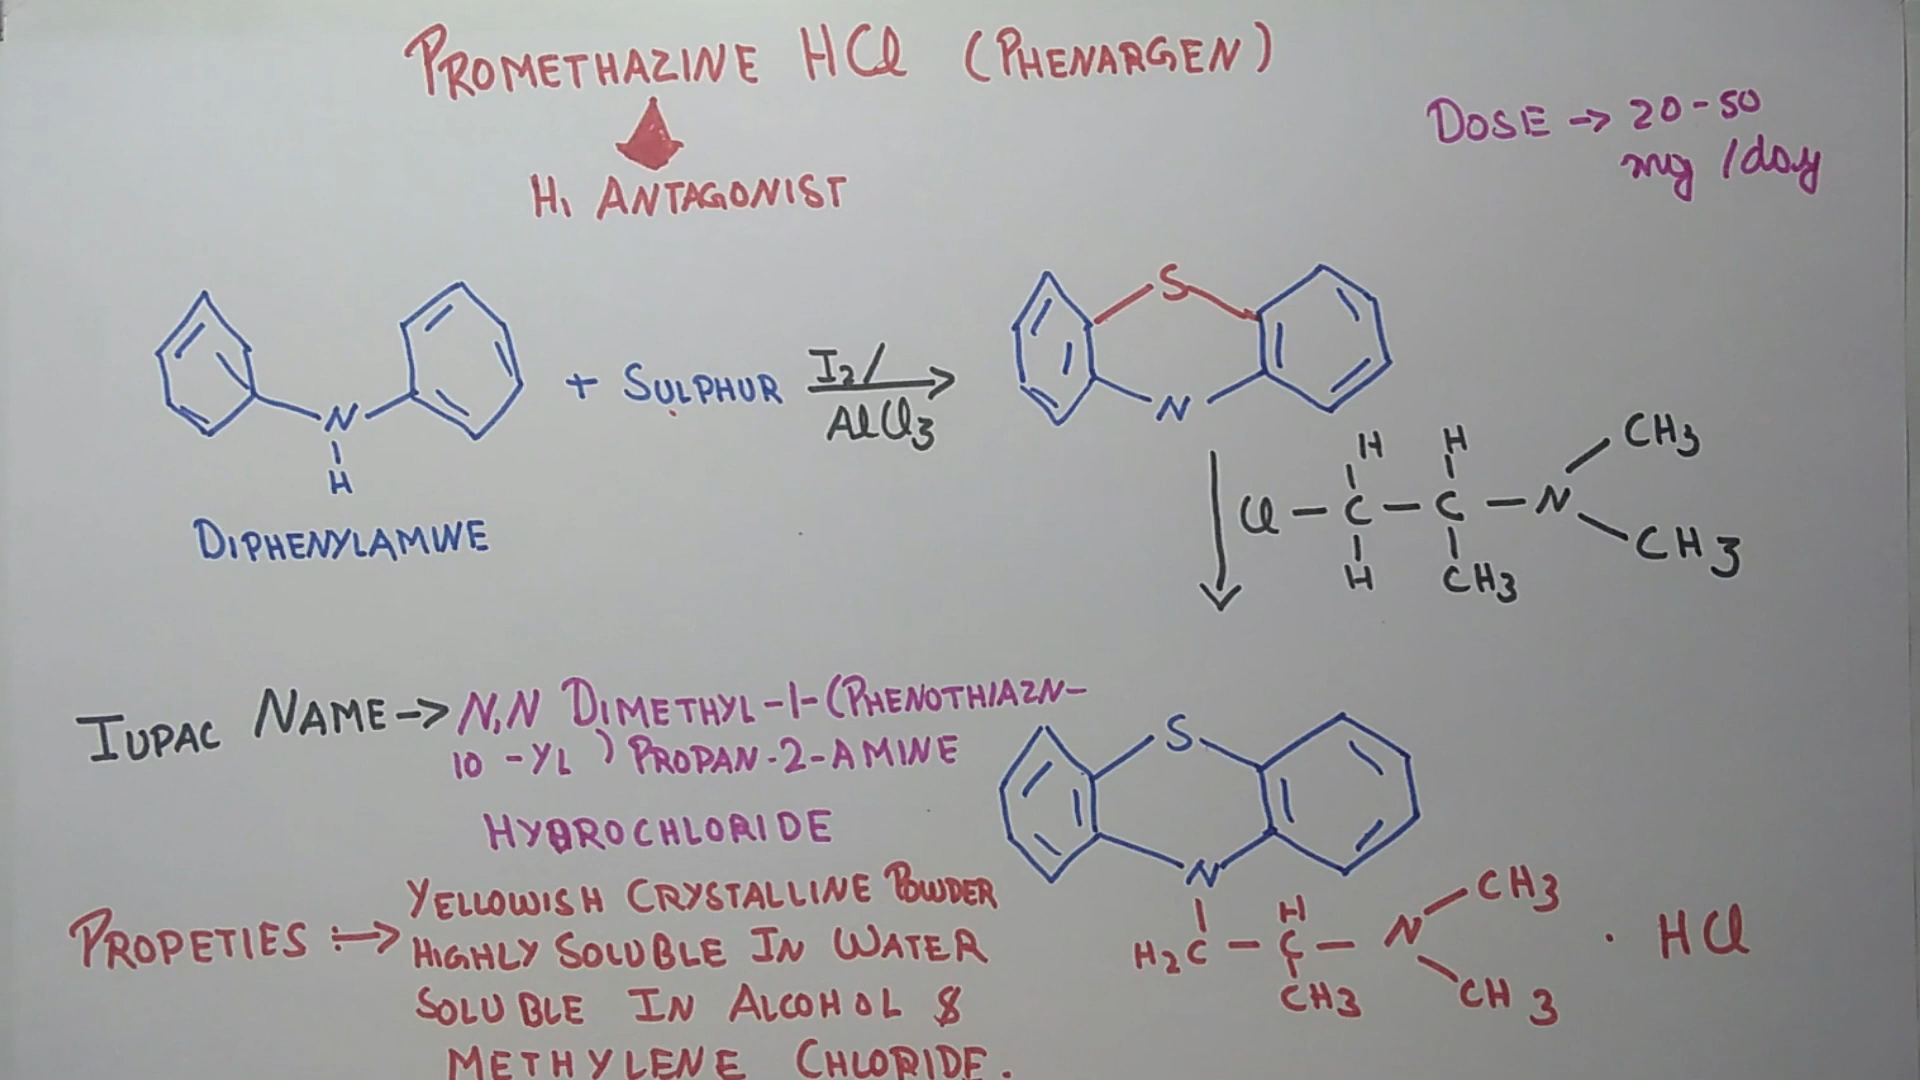 PROMETHAZINE HCl (PHENARGEN)
H1 ANTAGONIST
DOSE → 20-50
mg /day
N
H
DIPHENYLAMINE
+ SULPHUR
I2/
AlCl3
S
N
H H CH3
Cl - C - C - N
H CH3 CH3
IUPAC NAME → N,N DIMETHYL-1-(PHENOTHIAZN-
10-YL) PROPAN-2-AMINE
HYDROCHLORIDE
PROPETIES :→ YELLOWISH CRYSTALLINE POWDER
HIGHLY SOLUBLE IN WATER
SOLUBLE IN ALCOHOL &
METHYLENE CHLORIDE.
S
N
H CH3
H2C - C - N . HCl
CH3 CH3